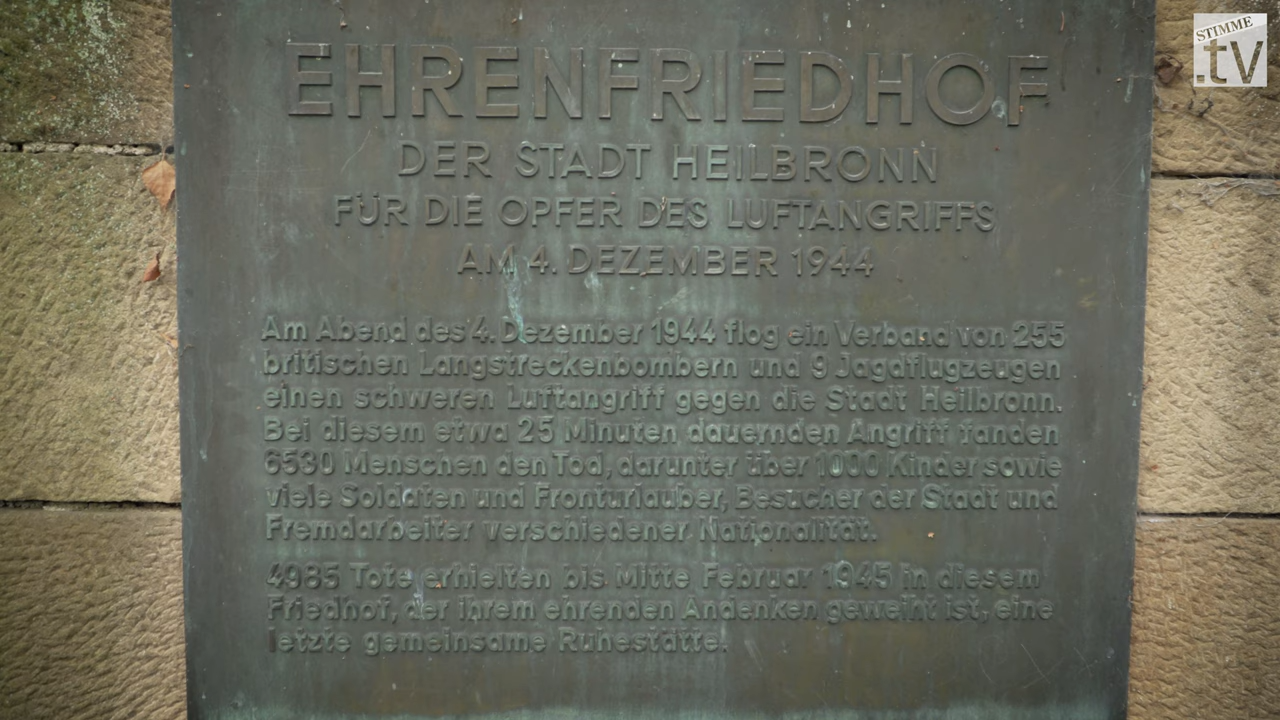 STIMME
.tv
EHRENFRIEDHOF
DER STADT HEILBRONN
FÜR DIE OPFER DES LUFTANGRIFFS
AM 4. DEZEMBER 1944
Am Abend des 4. Dezember 1944 flog ein Verband von 255
britischen Langstreckenbombern und 9 Jagdflugzeugen
einen schweren Luftangriff gegen die Stadt Heilbronn.
Bei diesem etwa 25 Minuten dauernden Angriff fanden
6530 Menschen den Tod, darunter über 1000 Kinder sowie
viele Soldaten und Fronturlauber, Besucher der Stadt und
Fremdarbeiter verschiedener Nationalität.
4985 Tote erhielten bis Mitte Februar 1945 in diesem
Friedhof, der ihrem ehrenden Andenken geweiht ist, eine
letzte gemeinsame Ruhestätte.